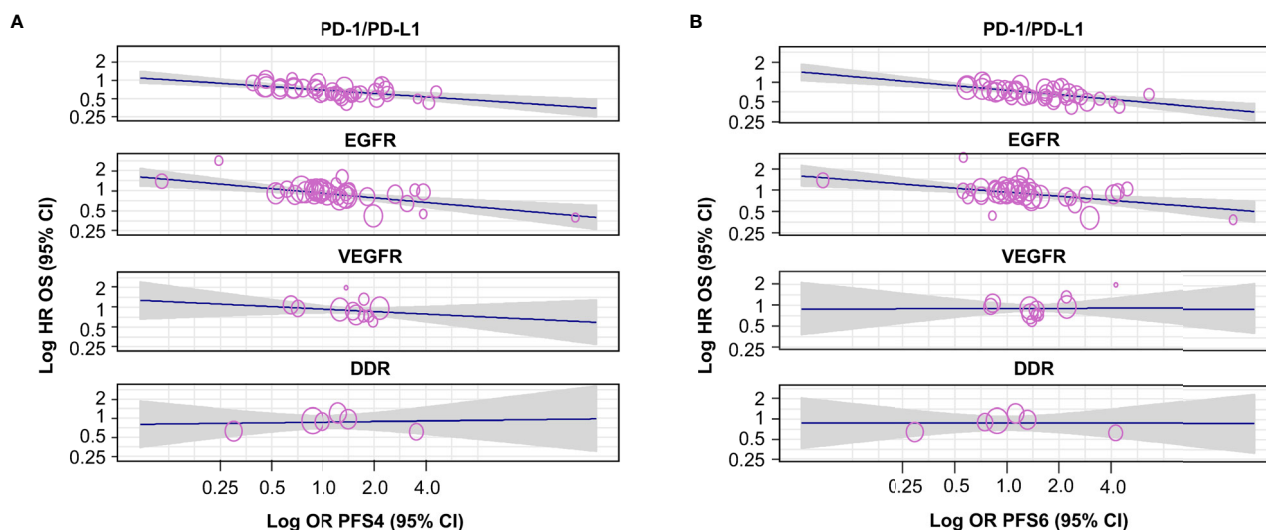 A
PD-1/PD-L1
2
1
0.5
0.25
EGFR
2
1
0.5
0.25
VEGFR
2
1
0.5
0.25
DDR
2
1
0.5
0.25
0.25 0.5 1.0 2.0 4.0
Log OR PFS4 (95% CI)
Log HR OS (95% CI)
B
PD-1/PD-L1
2
1
0.5
0.25
EGFR
2
1
0.5
0.25
VEGFR
2
1
0.5
0.25
DDR
2
1
0.5
0.25
0.25 0.5 1.0 2.0 4.0
Log OR PFS6 (95% CI)
Log HR OS (95% CI)